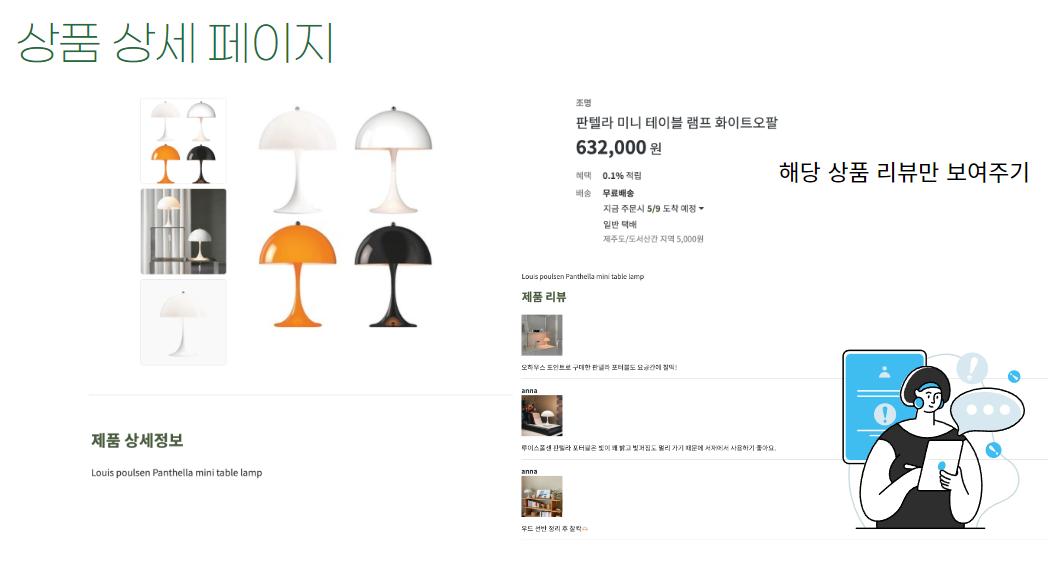 상품 상세 페이지
조명
판텔라 미니 테이블 램프 화이트오팔
632,000 원
혜택 0.1% 적립
배송 무료배송
지금 주문시 5/9 도착 예정
일반 택배
제주도/도서산간 지역 5,000원
해당 상품 리뷰만 보여주기
제품 상세정보
Louis poulsen Panthella mini table lamp
Louis poulsen Panthella mini table lamp
제품 리뷰
오하우스 포인트로 구매한 판텔라 포터블도 요공간에 찰떡!
anna
루이스폴센 판텔라 포터블은 빛이 꽤 밝고 빛퍼짐도 멀리 가기 때문에 서재에서 사용하기 좋아요.
anna
우드 선반 정리 후 찰칵